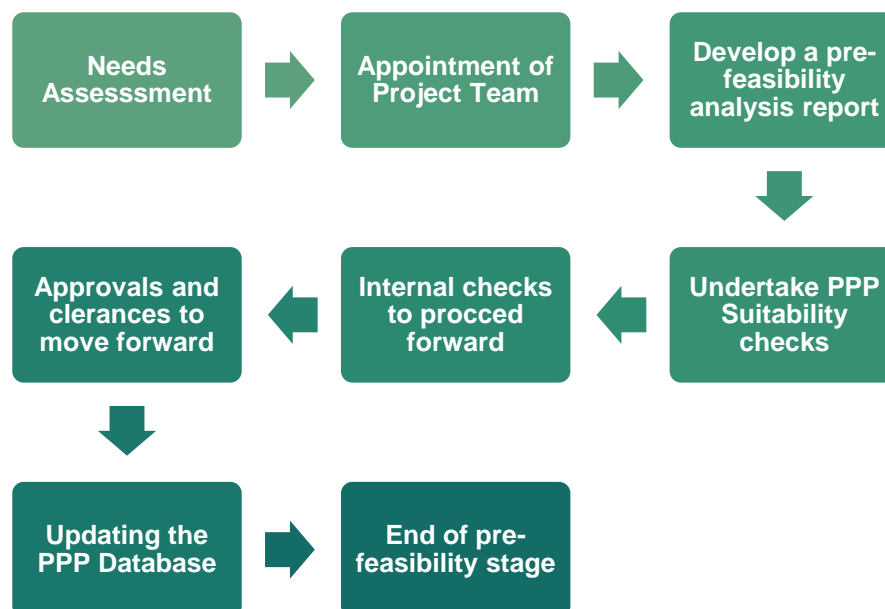 Needs
Assesssment
Appointment of
Project Team
Develop a pre-
feasibility
analysis report
Undertake PPP
Suitability
checks
Internal checks
to procced
forward
Approvals and
clerances to
move forward
Updating the
PPP Database
End of pre-
feasibility stage